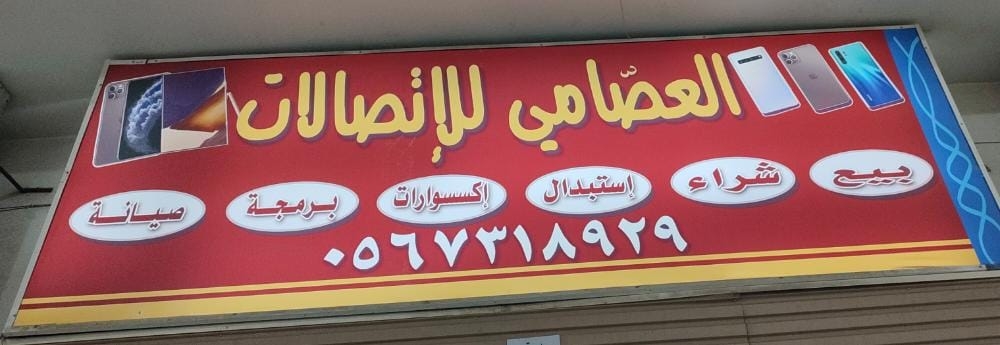 العصّامي للإتصالات
بيع شراء إستبدال إكسسوارات برمجة صيانة
٠٥٦٧٣١٨٩٢٩